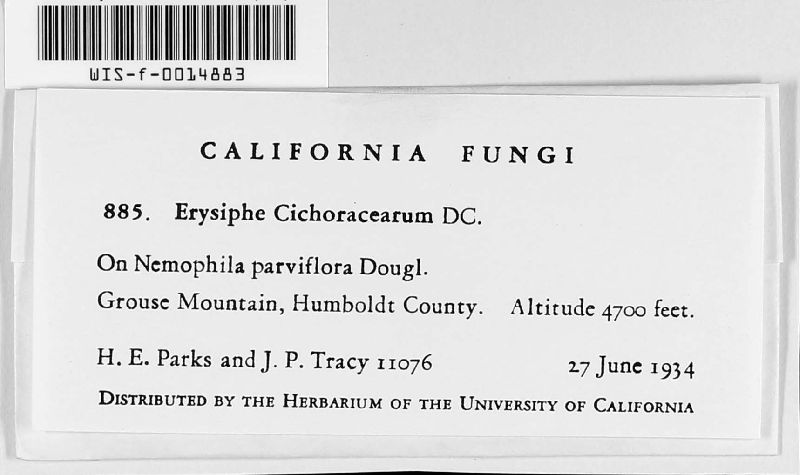 WIS-f-0014883
CALIFORNIA FUNGI
885. Erysiphe Cichoracearum DC.
On Nemophila parviflora Dougl.
Grouse Mountain, Humboldt County. Altitude 4700 feet.
H. E. Parks and J. P. Tracy 11076 27 June 1934
DISTRIBUTED BY THE HERBARIUM OF THE UNIVERSITY OF CALIFORNIA